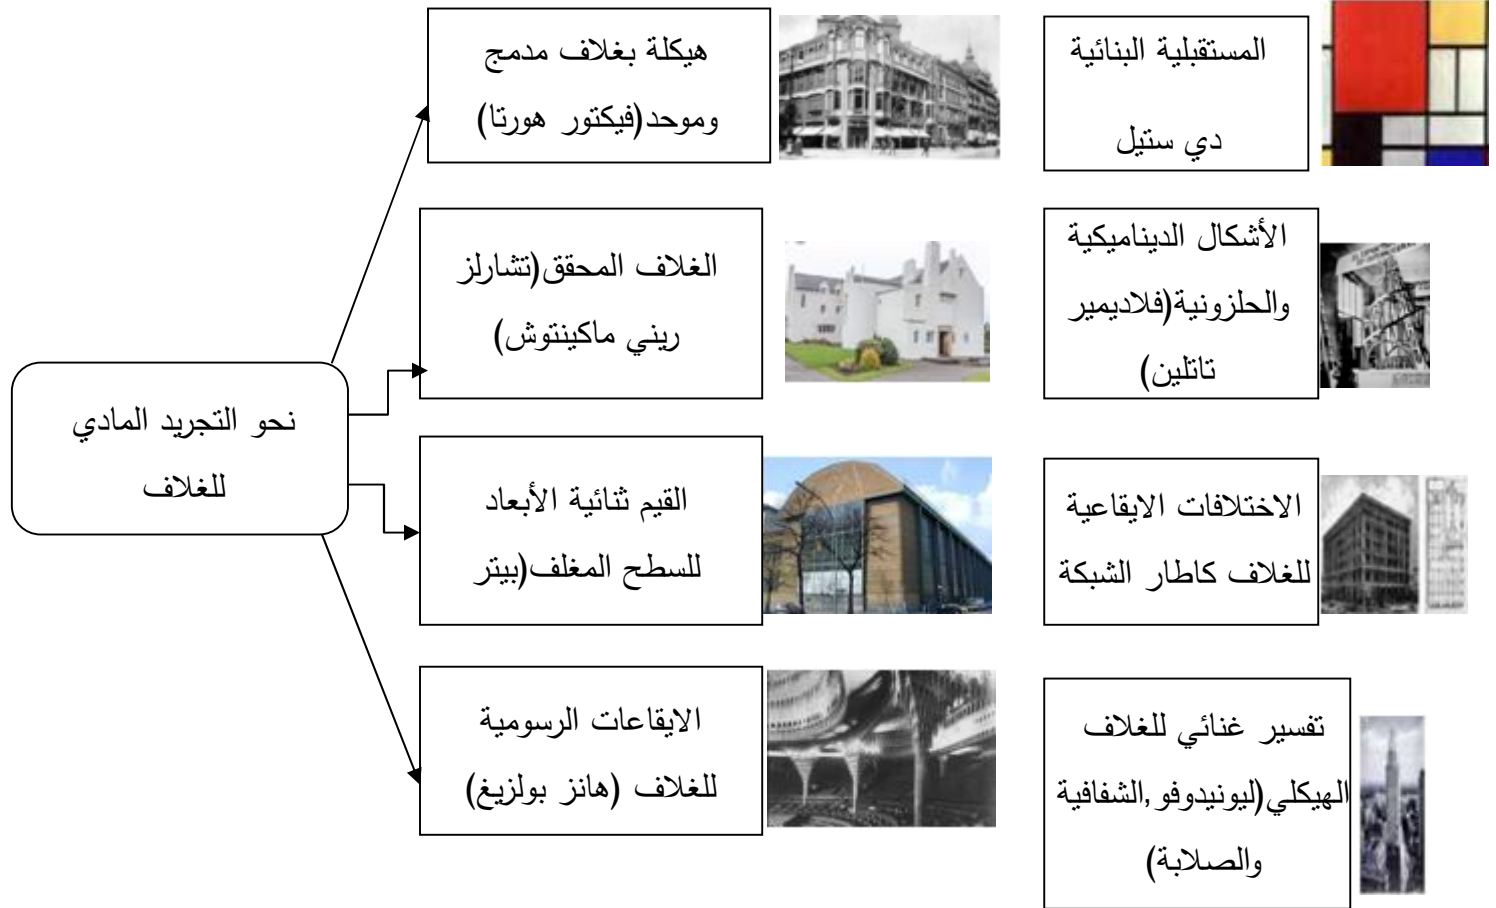 هيكلة بغلاف مدمج
وموحد(فيكتور هورتا)
المستقبلية البنائية
دي ستيل
الغلاف المحقق(تشارلز
ريني ماكينتوش)
الأشكال الديناميكية
والحلزونية(فلاديمير
تاتلين)
نحو التجريد المادي
للغلاف
القيم ثنائية الأبعاد
للسطح المغلف(بيتر
الاختلافات الايقاعية
للغلاف كاطار الشبكة
الايقاعات الرسومية
للغلاف (هانز بولزيغ)
تفسير غنائي للغلاف
الهيكلي(ليونيدوفو,الشفافية
والصلابة)